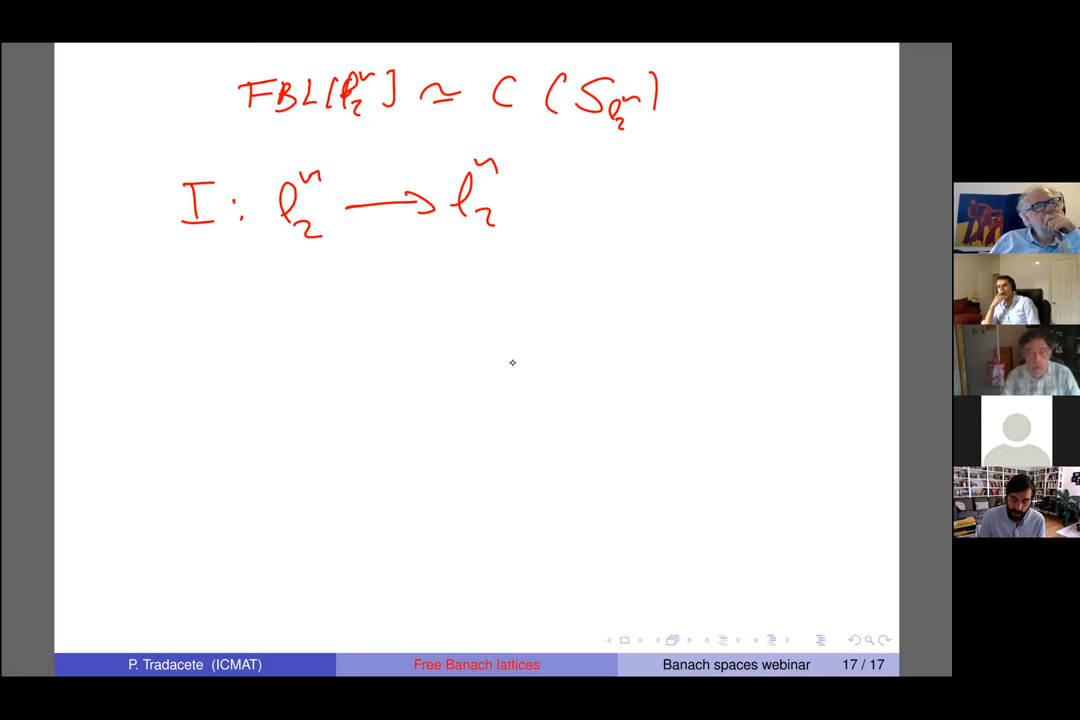 FBL[ℓ₂ⁿ] ≃ C(S_{ℓ₂ⁿ})
I: ℓ₂ⁿ ⟶ ℓ₂ⁿ
P. Tradacete (ICMAT) Free Banach lattices Banach spaces webinar 17 / 17